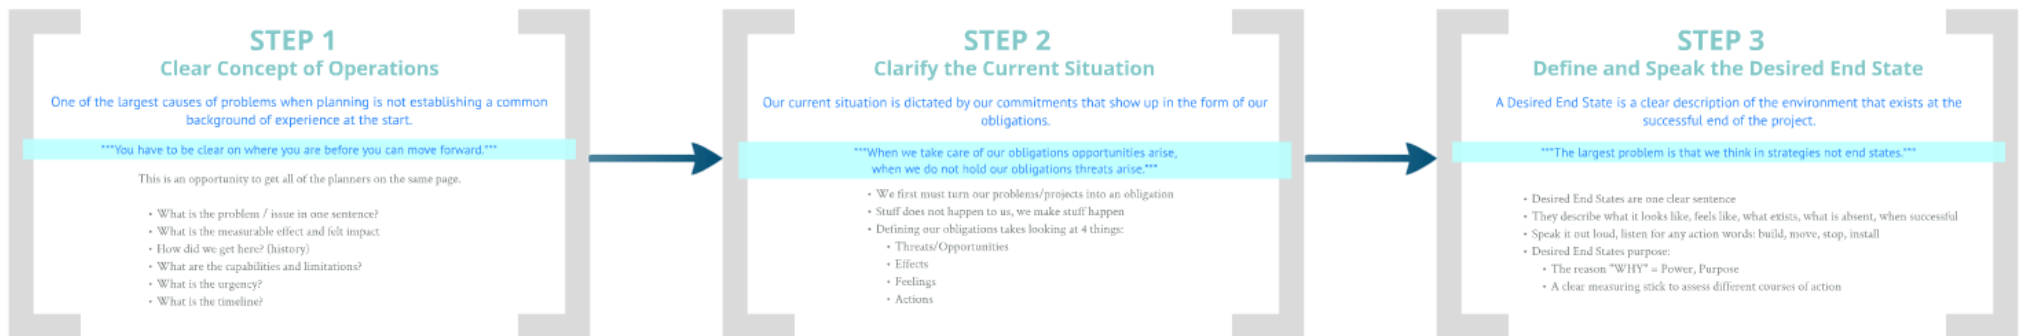 STEP 1
Clear Concept of Operations
One of the largest causes of problems when planning is not establishing a common
background of experience at the start.
"""You have to be clear on where you are before you can move forward."""
This is an opportunity to get all of the planners on the same page.
• What is the problem / issue in one sentence?
• What is the measurable effect and felt impact
• How did we get here? (history)
• What are the capabilities and limitations?
• What is the urgency?
• What is the timeline?
STEP 2
Clarify the Current Situation
Our current situation is dictated by our commitments that show up in the form of our
obligations.
"""When we take care of our obligations opportunities arise,
when we do not hold our obligations threats arise."""
• We first must turn our problems/projects into an obligation
• Stuff does not happen to us, we make stuff happen
• Defining our obligations takes looking at 4 things:
• Threats/Opportunities
• Effects
• Feelings
• Actions
STEP 3
Define and Speak the Desired End State
A Desired End State is a clear description of the environment that exists at the
successful end of the project.
"""The largest problem is that we think in strategies not end states."""
• Desired End States are one clear sentence
• They describe what it looks like, feels like, what exists, what is absent, when successful
• Speak it out loud, listen for any action words: build, move, stop, install
• Desired End States purpose:
• The reason "WHY" = Power, Purpose
• A clear measuring stick to assess different courses of action